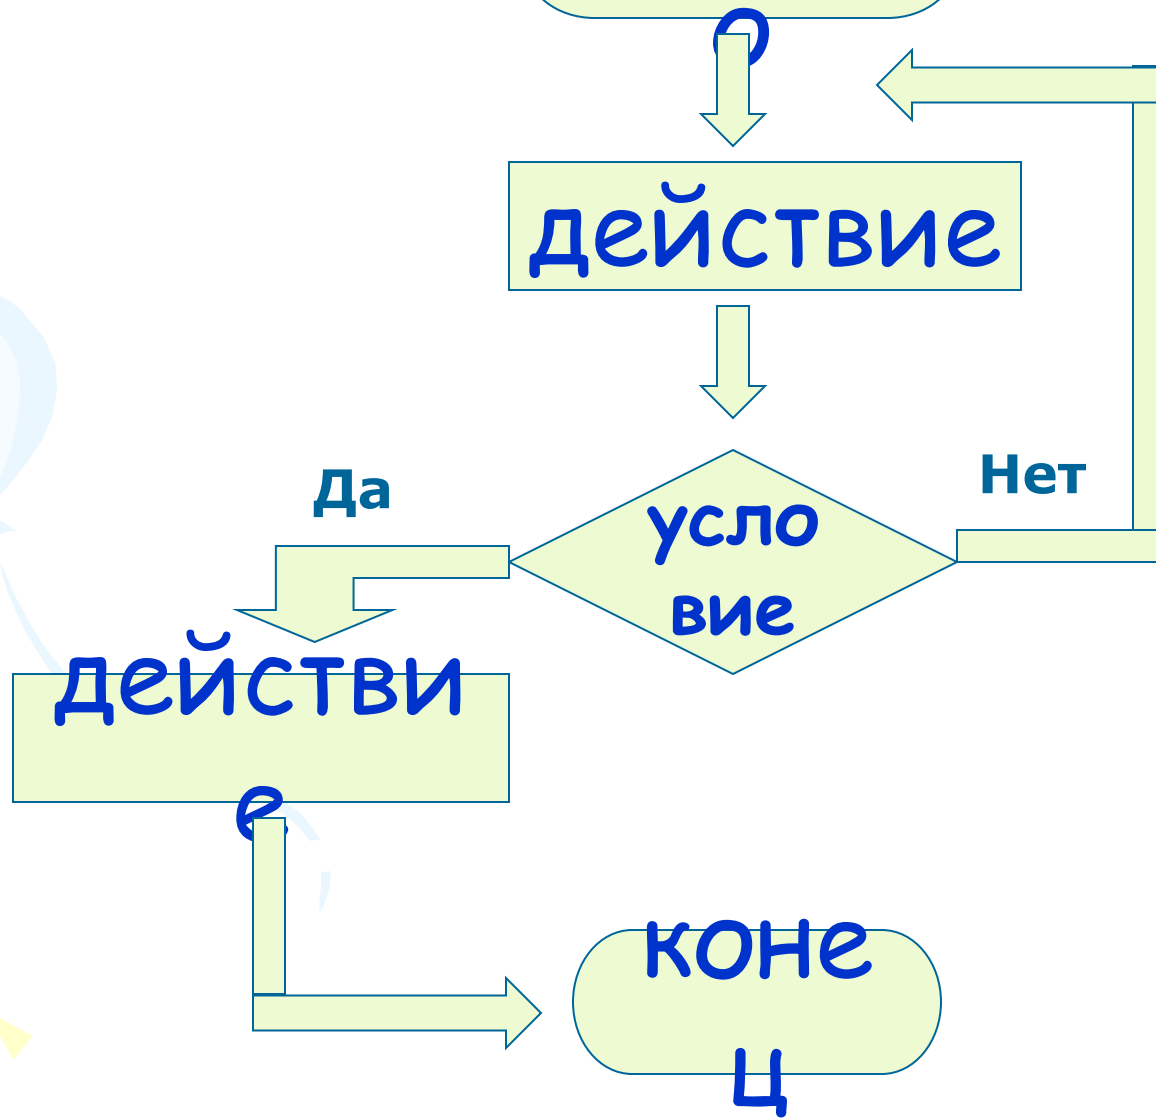 о
действие
Да
Нет
усло
вие
действи
е
коне
ц